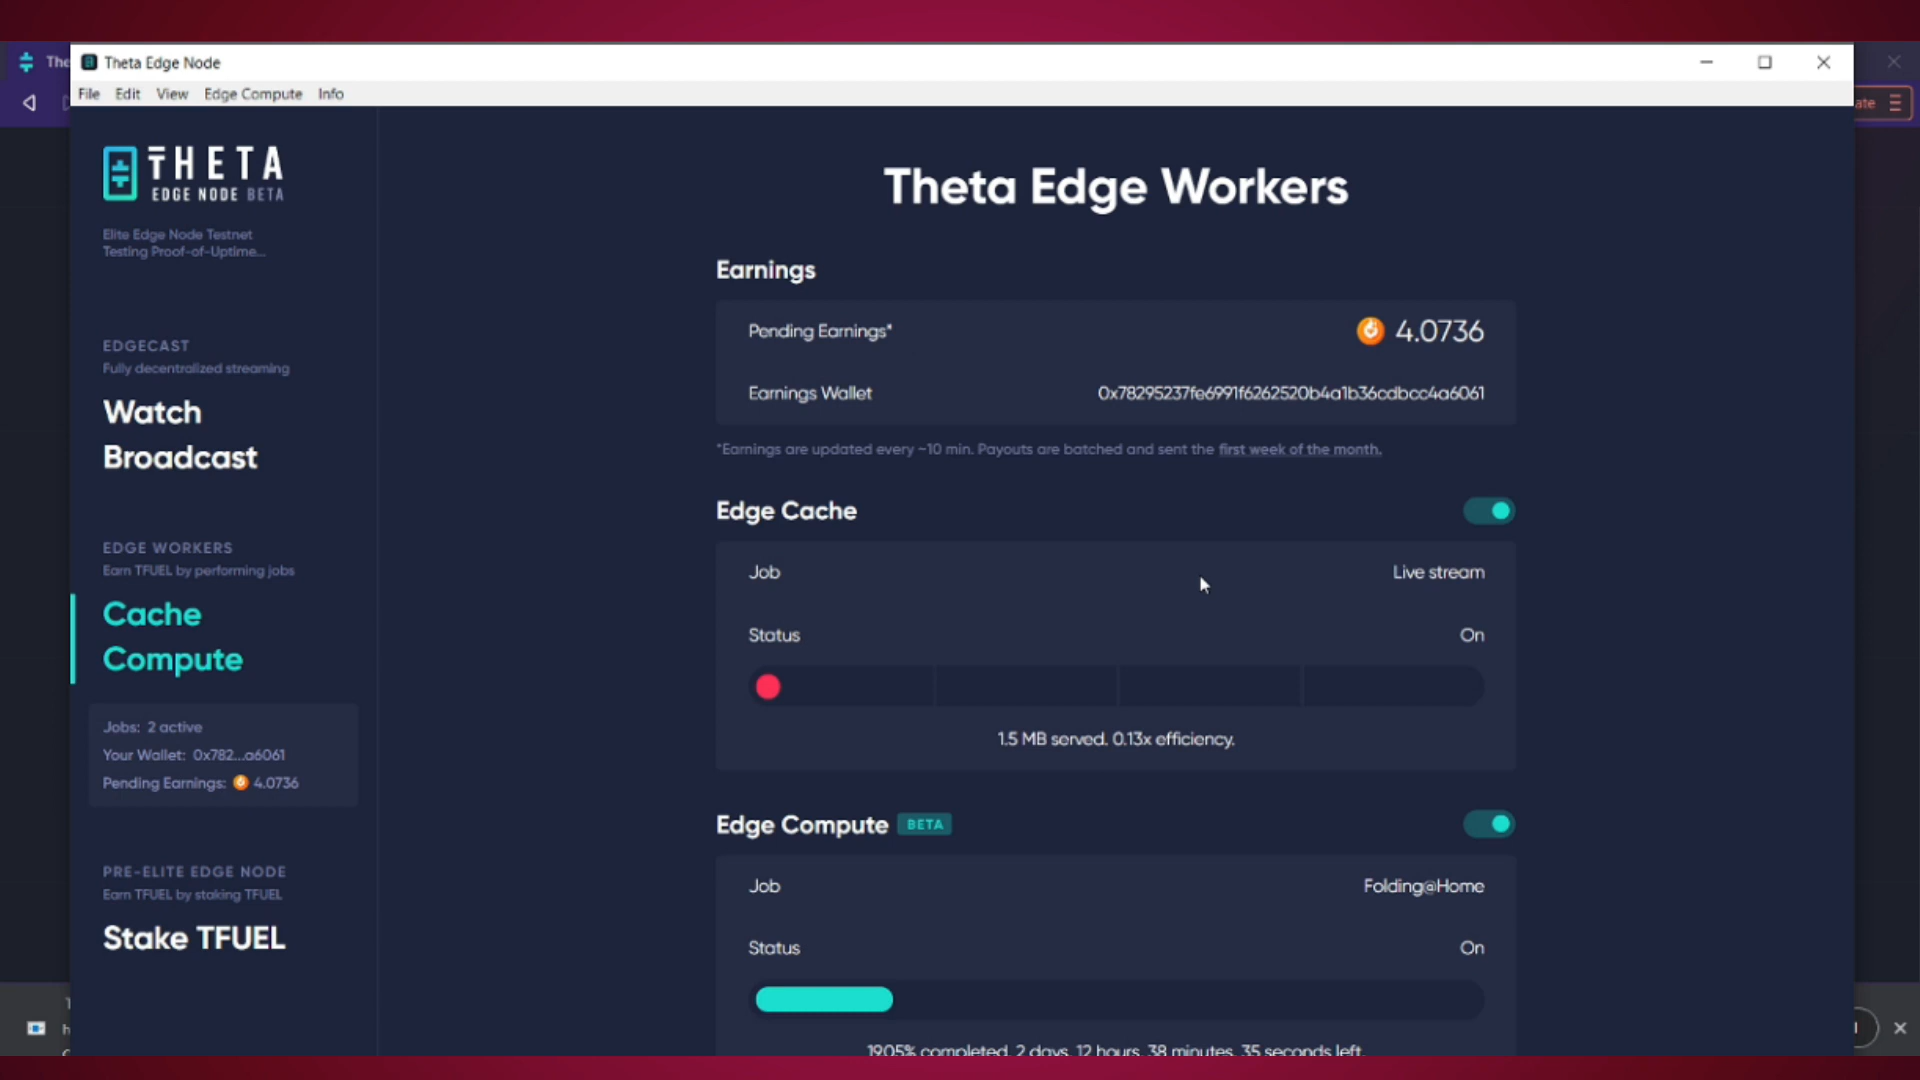 The
Theta Edge Node
File Edit View Edge Compute Info
ate
THETA
EDGE NODE BETA
Elite Edge Node Testnet
Testing Proof-of-Uptime...
EDGECAST
Fully decentralized streaming
Watch
Broadcast
EDGE WORKERS
Earn TFUEL by performing jobs
Cache
Compute
Jobs: 2 active
Your Wallet: 0x782...a6061
Pending Earnings: 4.0736
PRE-ELITE EDGE NODE
Earn TFUEL by staking TFUEL
Stake TFUEL
Theta Edge Workers
Earnings
Pending Earnings* 4.0736
Earnings Wallet 0x78295237fe6991f6262520b4a1b36cdbcc4a6061
*Earnings are updated every ~10 min. Payouts are batched and sent the first week of the month.
Edge Cache
Job Live stream
Status On
1.5 MB served. 0.13x efficiency.
Edge Compute BETA
Job Folding@Home
Status On
19.05% completed. 2 days, 12 hours, 38 minutes, 35 seconds left.